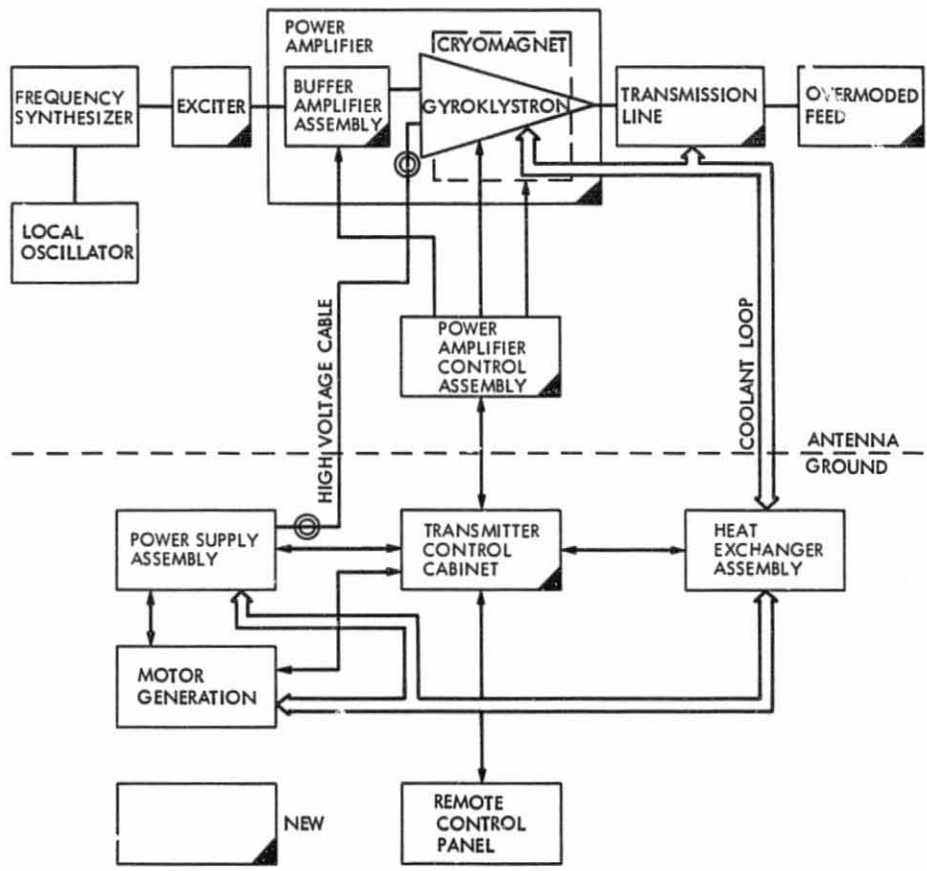 POWER
AMPLIFIER
CRYOMAGNET
FREQUENCY
SYNTHESIZER
EXCITER
BUFFER
AMPLIFIER
ASSEMBLY
GYROKLYSTRON
TRANSMISSION
LINE
OVERMODED
FEED
LOCAL
OSCILLATOR
HIGH VOLTAGE CABLE
POWER
AMPLIFIER
CONTROL
ASSEMBLY
COOLANT LOOP
ANTENNA
GROUND
POWER SUPPLY
ASSEMBLY
TRANSMITTER
CONTROL
CABINET
HEAT
EXCHANGER
ASSEMBLY
MOTOR
GENERATION
NEW
REMOTE
CONTROL
PANEL